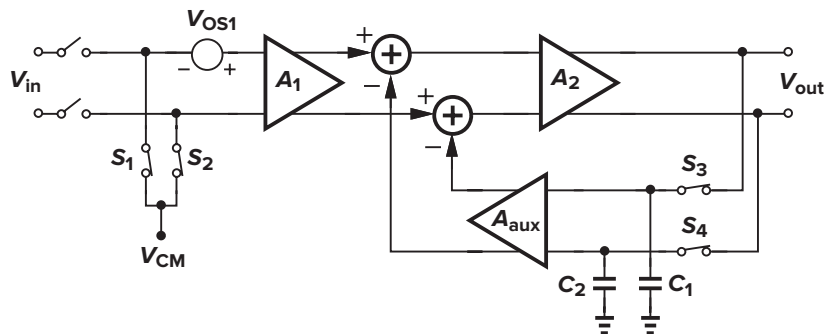 V_OS1
− +
V_in
A_1
+
+
−
+
+
−
A_2
V_out
S_1
S_2
V_CM
A_aux
S_3
S_4
C_2
C_1